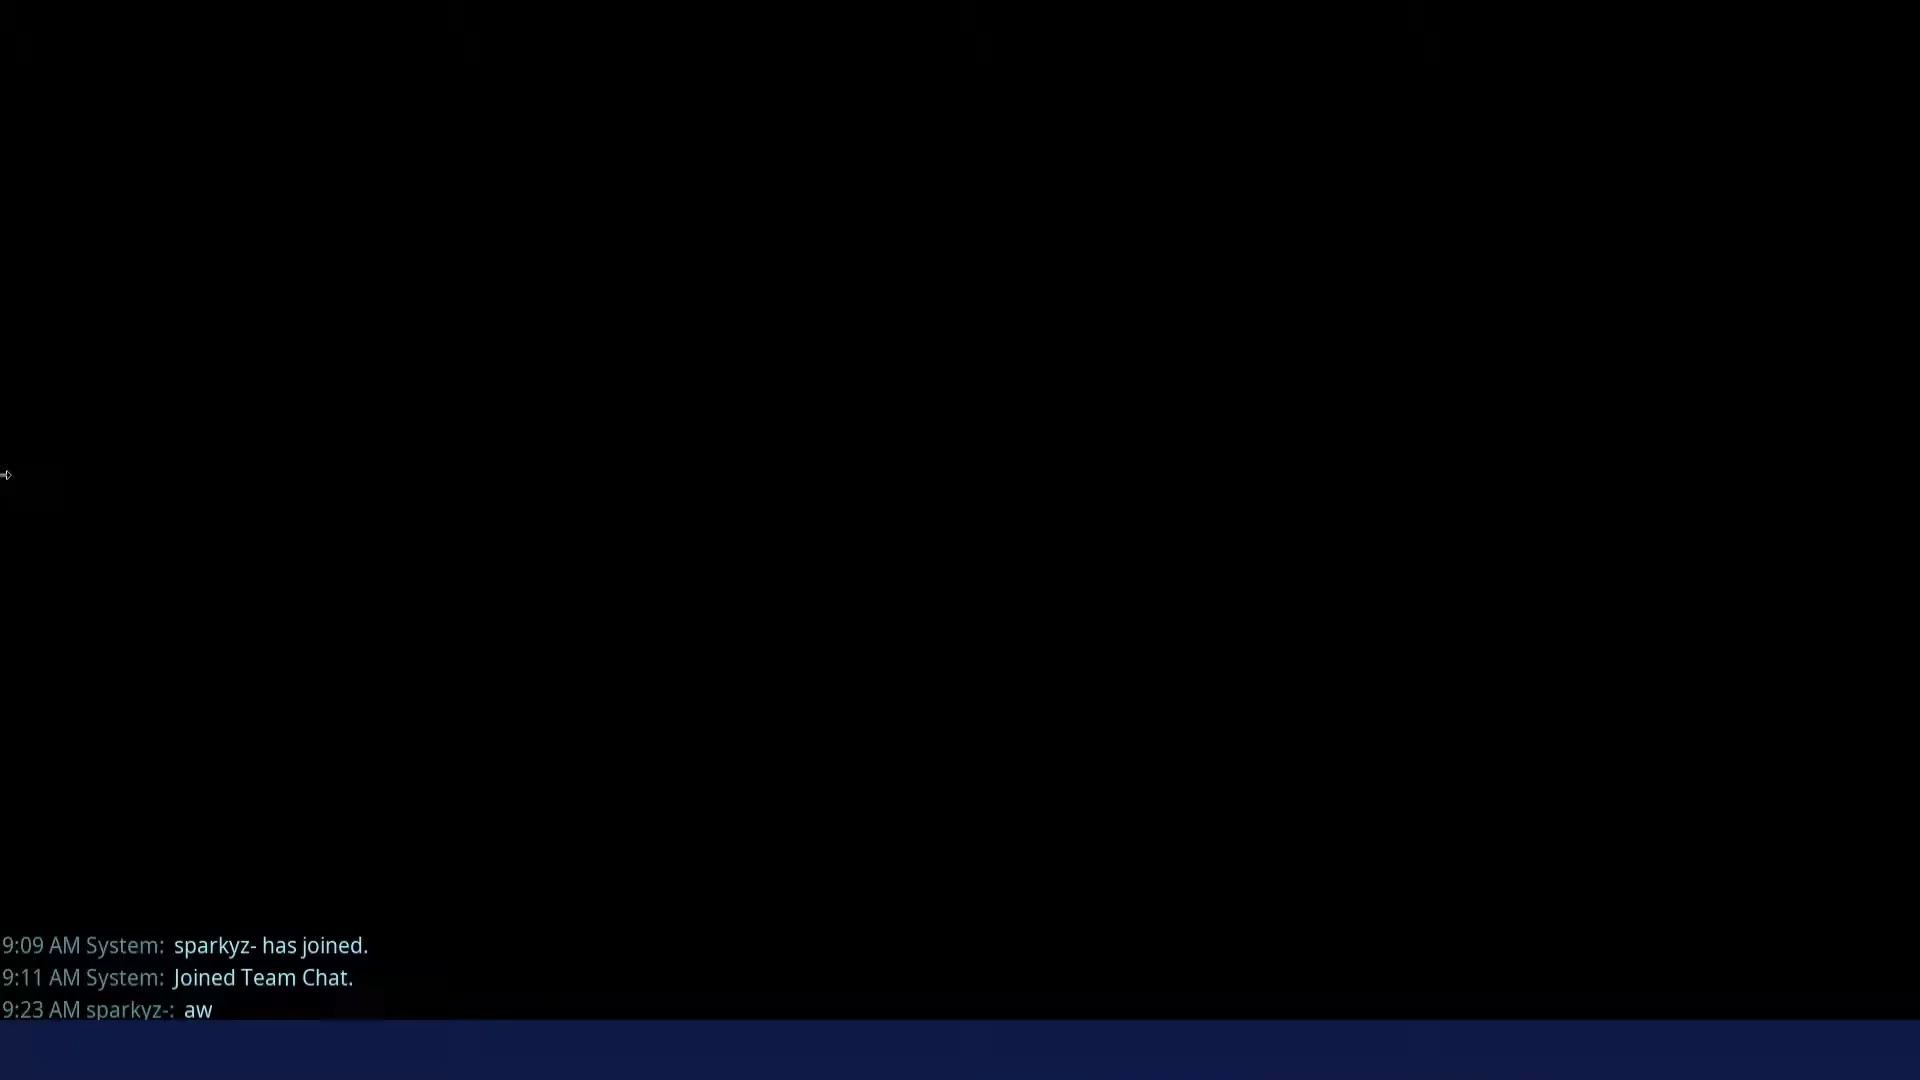 9:09 AM System: sparkyz- has joined.
9:11 AM System: Joined Team Chat.
9:23 AM sparkyz-: aw